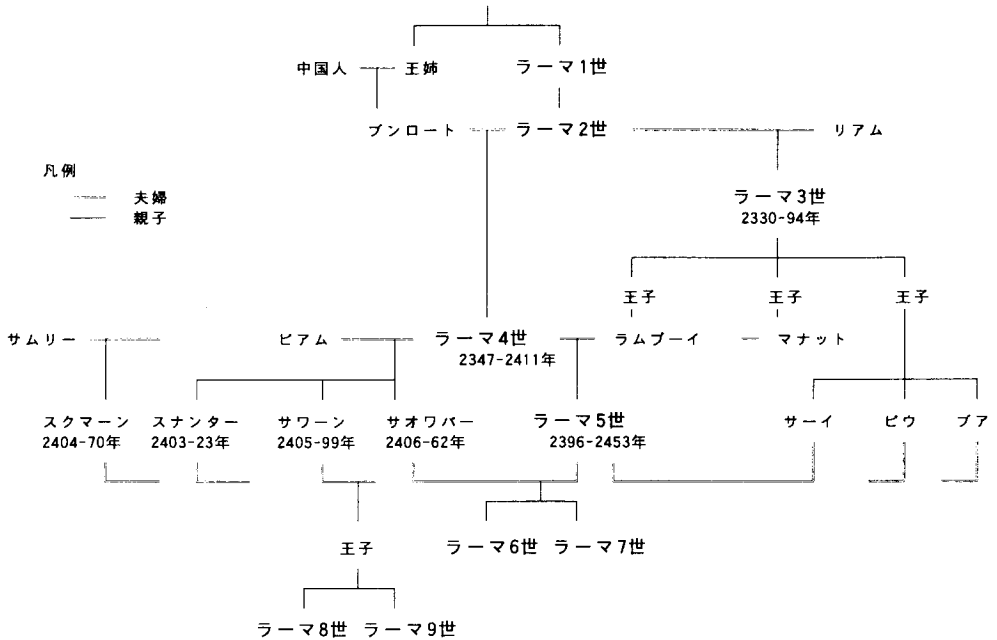 中国人 王姉 ラーマ1世
ブンロート ラーマ2世 リアム
凡例
夫婦
親子
ラーマ3世
2330-94年
王子 王子 王子
サムリー ピアム ラーマ4世 ラムプーイ マナット
2347-2411年
スクマーン スナンター サワーン サオワパー ラーマ5世 サーイ ピウ ブア
2404-70年 2403-23年 2405-99年 2406-62年 2396-2453年
王子 ラーマ6世 ラーマ7世
ラーマ8世 ラーマ9世